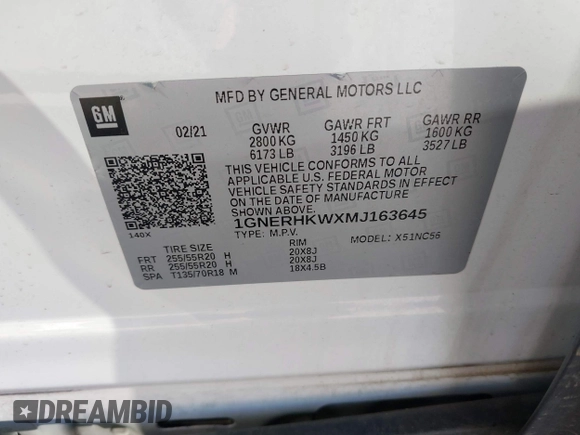 GM
MFD BY GENERAL MOTORS LLC
02/21 GVWR GAWR FRT GAWR RR
2800 KG 1450 KG 1600 KG
6173 LB 3196 LB 3527 LB
THIS VEHICLE CONFORMS TO ALL
APPLICABLE U.S. FEDERAL MOTOR
VEHICLE SAFETY STANDARDS IN EFFECT
ON THE DATE OF MANUFACTURE
SHOWN ABOVE.
1GNERHKWXMJ163645
140X TYPE: M.P.V. MODEL: X51NC56
TIRE SIZE RIM
FRT 255/55R20 H 20X8J
RR 255/55R20 H 20X8J
SPA T135/70R18 M 18X4.5B
DREAMBID